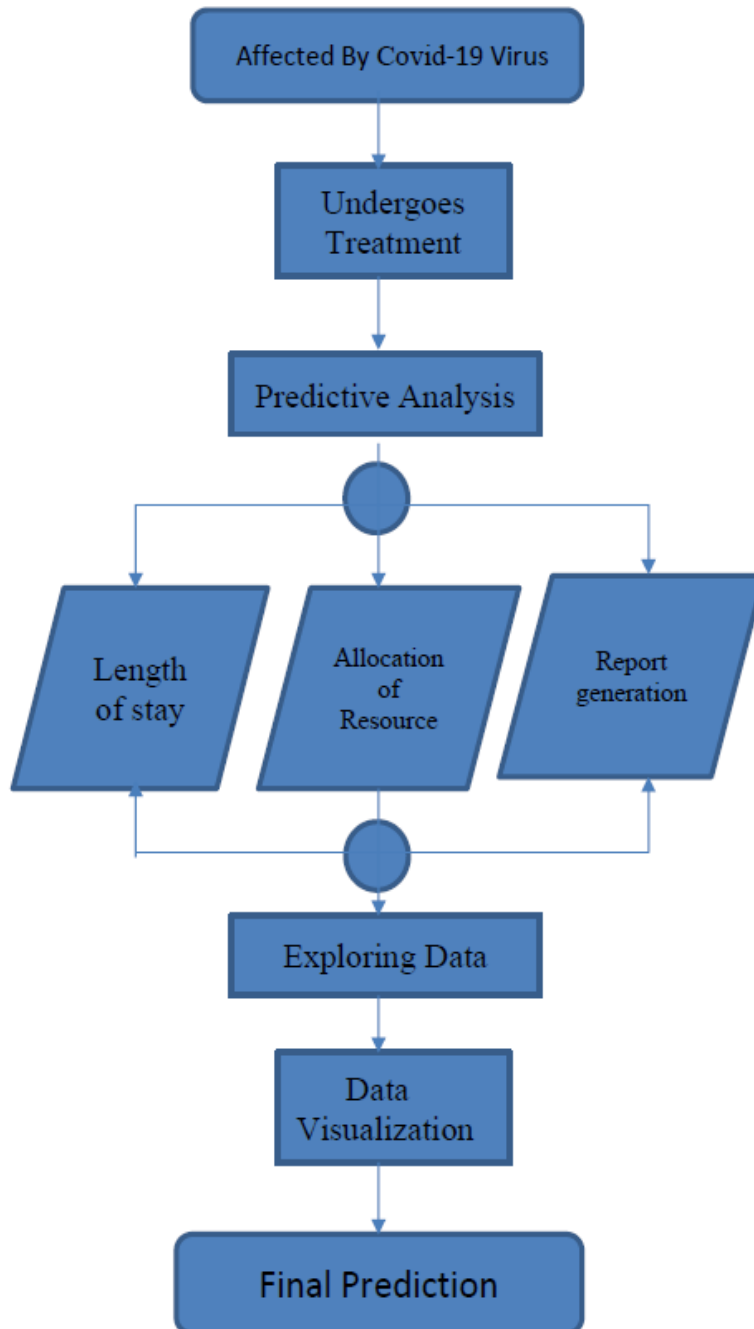 Affected By Covid-19 Virus
Undergoes
Treatment
Predictive Analysis
Length
of stay
Allocation
of
Resource
Report
generation
Exploring Data
Data
Visualization
Final Prediction